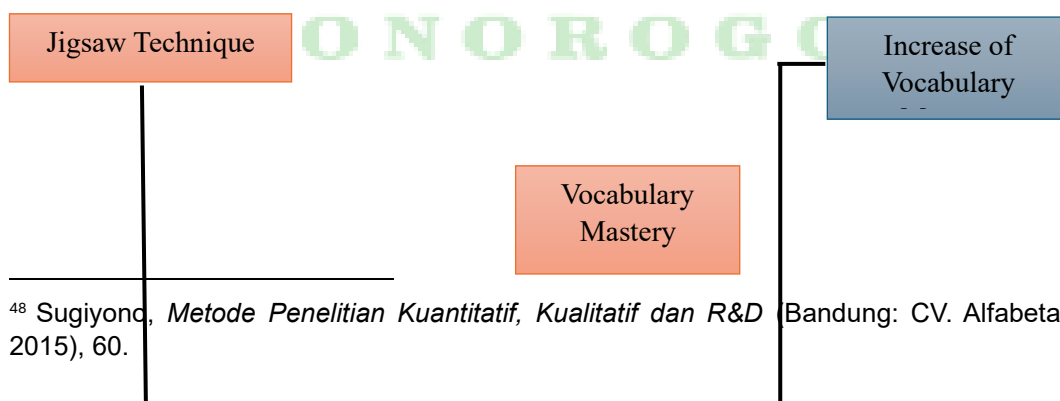 Jigsaw Technique
ONOROGO
Increase of
Vocabulary
Vocabulary
Mastery
48 Sugiyono, Metode Penelitian Kuantitatif, Kualitatif dan R&D (Bandung: CV. Alfabeta
2015), 60.